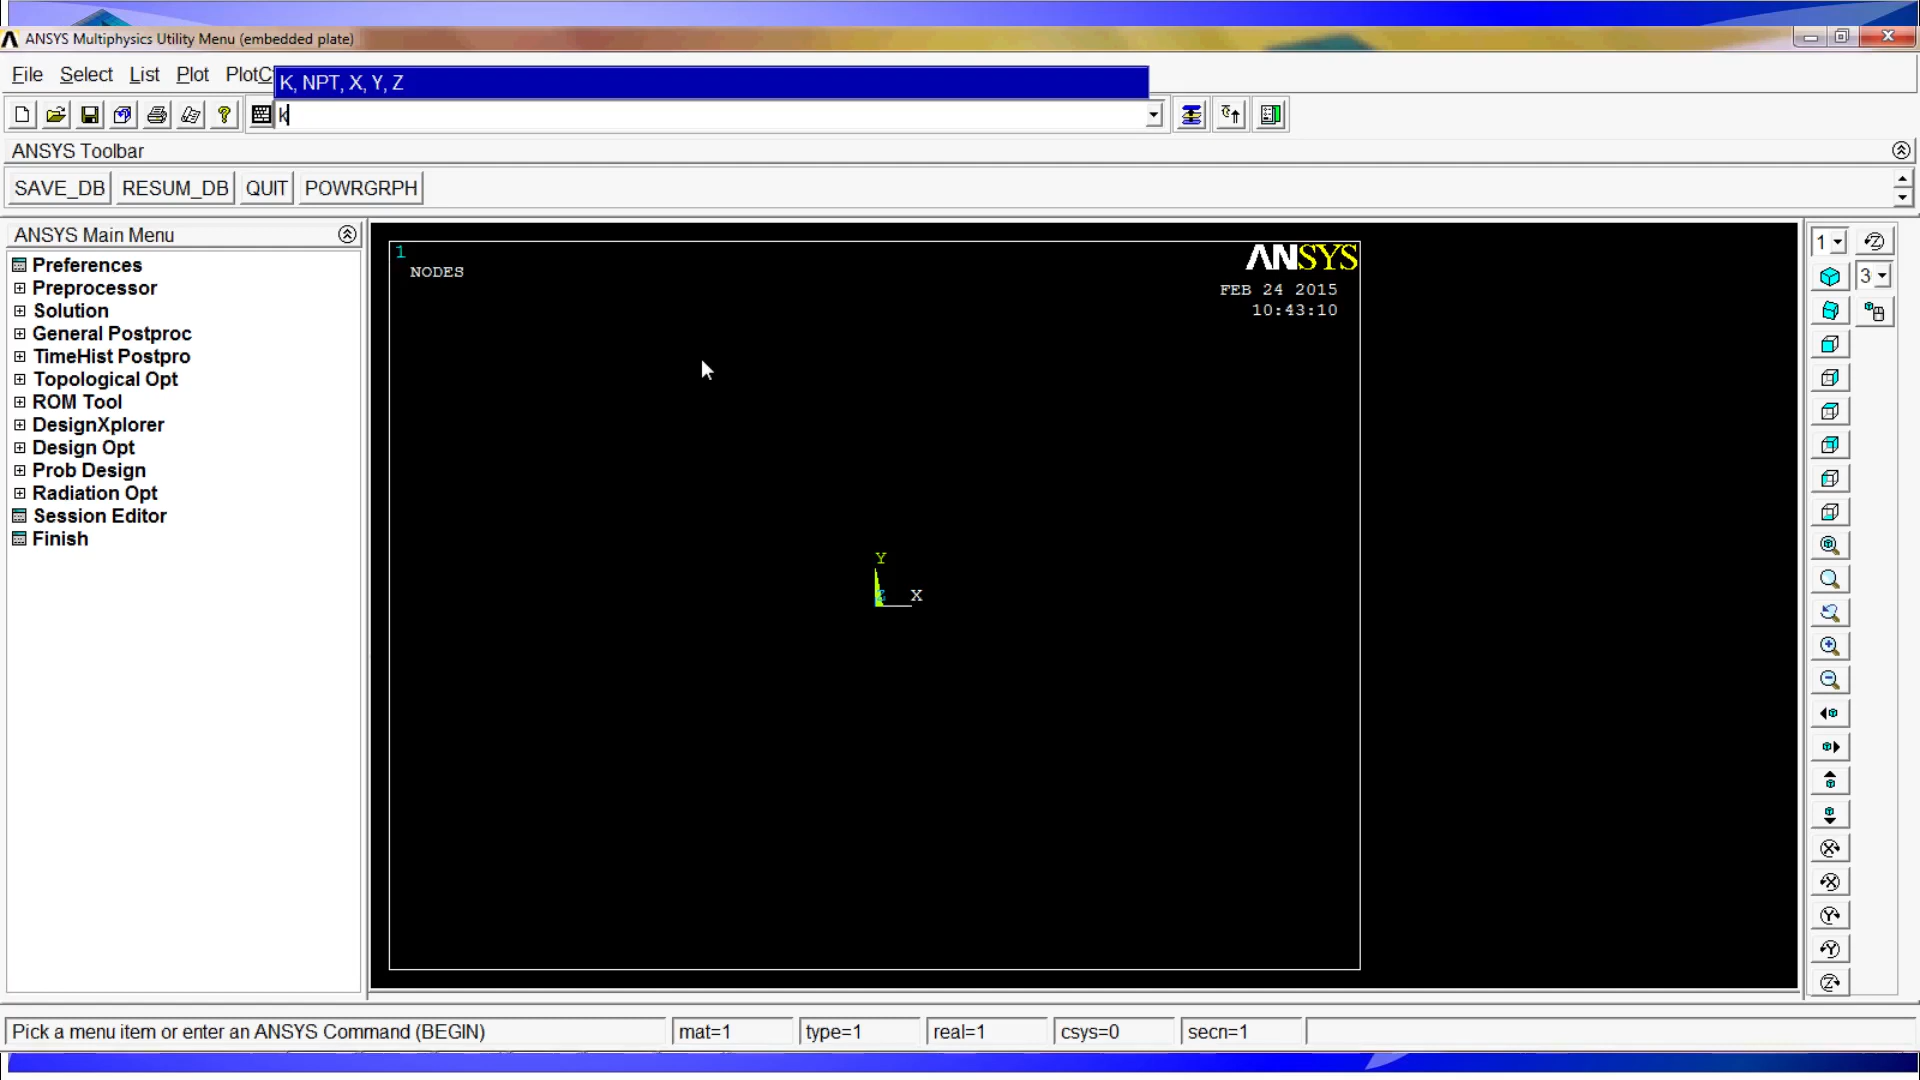 ANSYS Multiphysics Utility Menu (embedded plate)
File Select List Plot PlotC
K, NPT, X, Y, Z
k
ANSYS Toolbar
SAVE_DB RESUM_DB QUIT POWRGRPH
ANSYS Main Menu
Preferences
Preprocessor
Solution
General Postproc
TimeHist Postpro
Topological Opt
ROM Tool
DesignXplorer
Design Opt
Prob Design
Radiation Opt
Session Editor
Finish
1
NODES
ANSYS
FEB 24 2015
10:43:10
Y
Z X
1
3
Pick a menu item or enter an ANSYS Command (BEGIN) mat=1 type=1 real=1 csys=0 secn=1